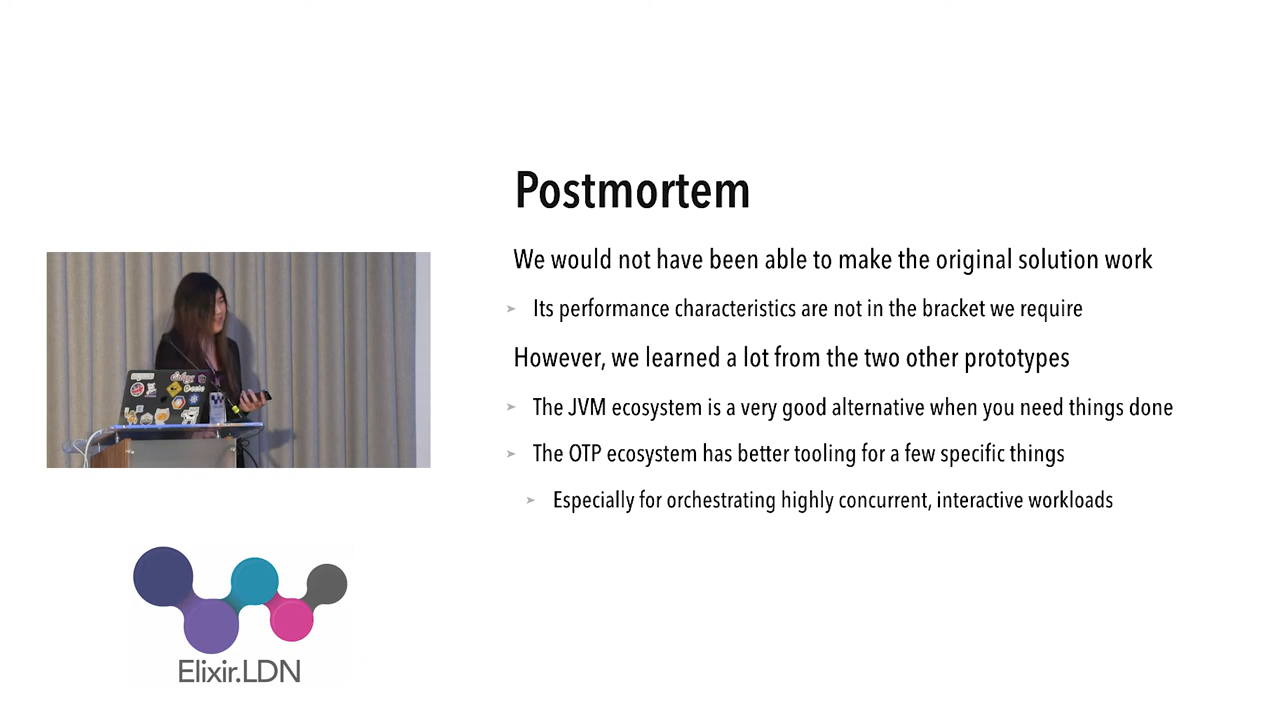 Postmortem
We would not have been able to make the original solution work
➤ Its performance characteristics are not in the bracket we require
However, we learned a lot from the two other prototypes
➤ The JVM ecosystem is a very good alternative when you need things done
➤ The OTP ecosystem has better tooling for a few specific things
➤ Especially for orchestrating highly concurrent, interactive workloads
Elixir.LDN